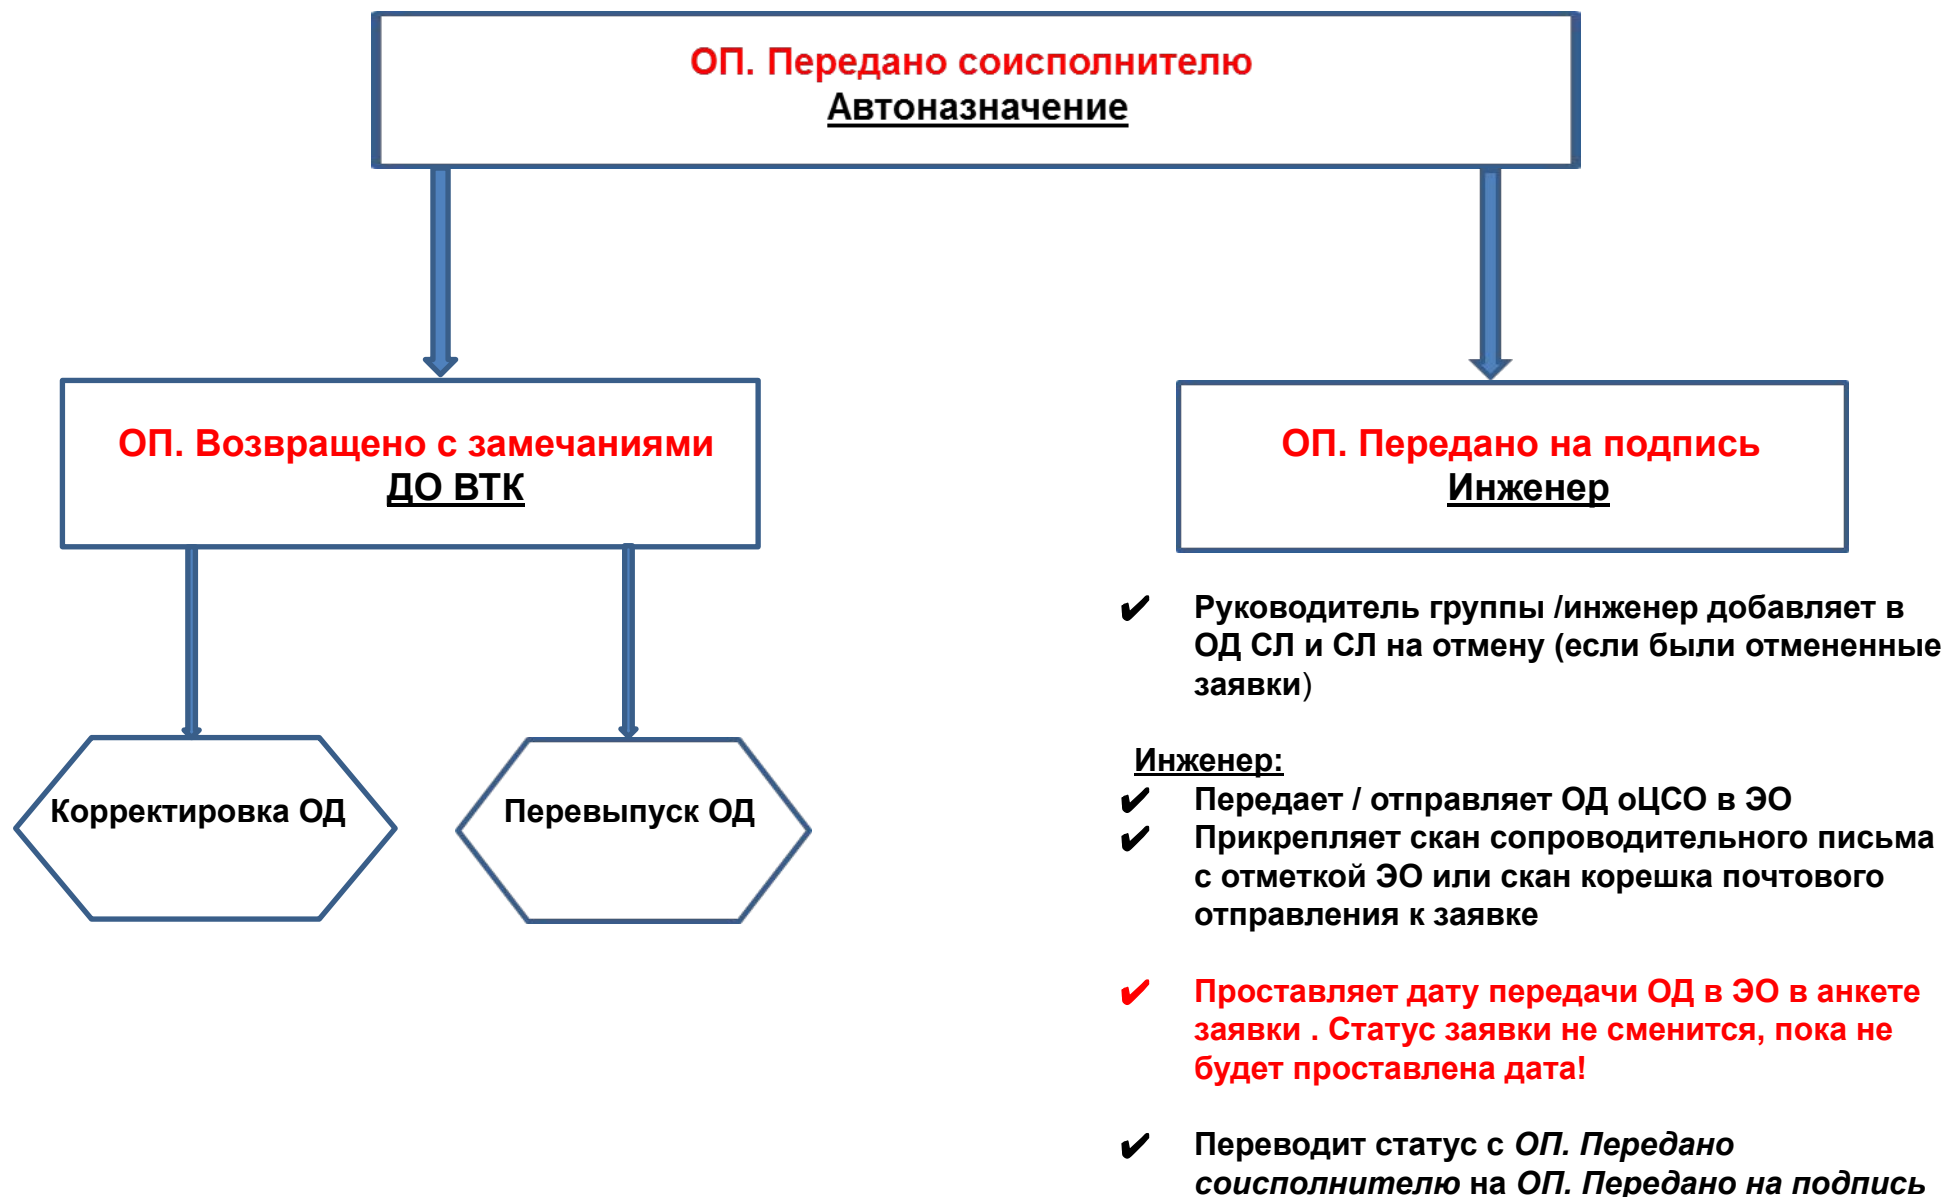 ОП. Передано соисполнителю
Автоназначение
ОП. Возвращено с замечаниями
ДО ВТК
ОП. Передано на подпись
Инженер
Корректировка ОД
Перевыпуск ОД
✔ Руководитель группы /инженер добавляет в
ОД СЛ и СЛ на отмену (если были отмененные
заявки)
Инженер:
✔ Передает / отправляет ОД оЦСО в ЭО
✔ Прикрепляет скан сопроводительного письма
с отметкой ЭО или скан корешка почтового
отправления к заявке
✔ Проставляет дату передачи ОД в ЭО в анкете
заявки . Статус заявки не сменится, пока не
будет проставлена дата!
✔ Переводит статус с ОП. Передано
соисполнителю на ОП. Передано на подпись